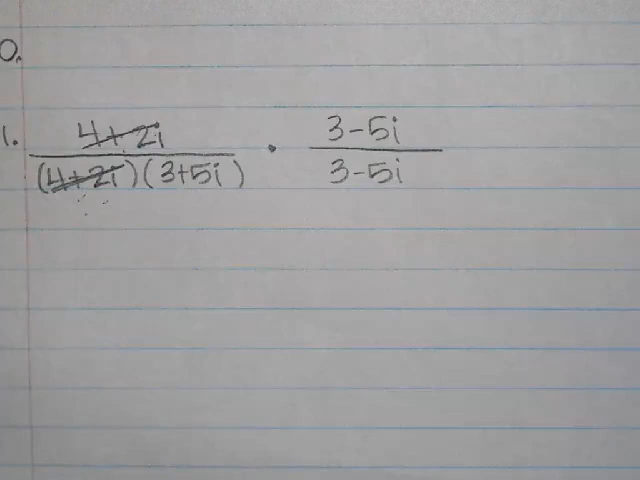 0.
1. 4+2i / (4+2i)(3+5i) · 3-5i / 3-5i